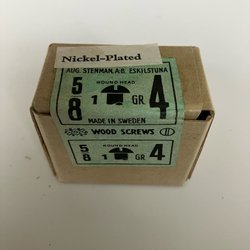 Nickel-Plated
AUG. STENMAN, A.B. ESKILSTUNA
ROUND HEAD
5/8 1 GR 4
MADE IN SWEDEN
WOOD SCREWS
ROUND HEAD
5/8 1 GR 4